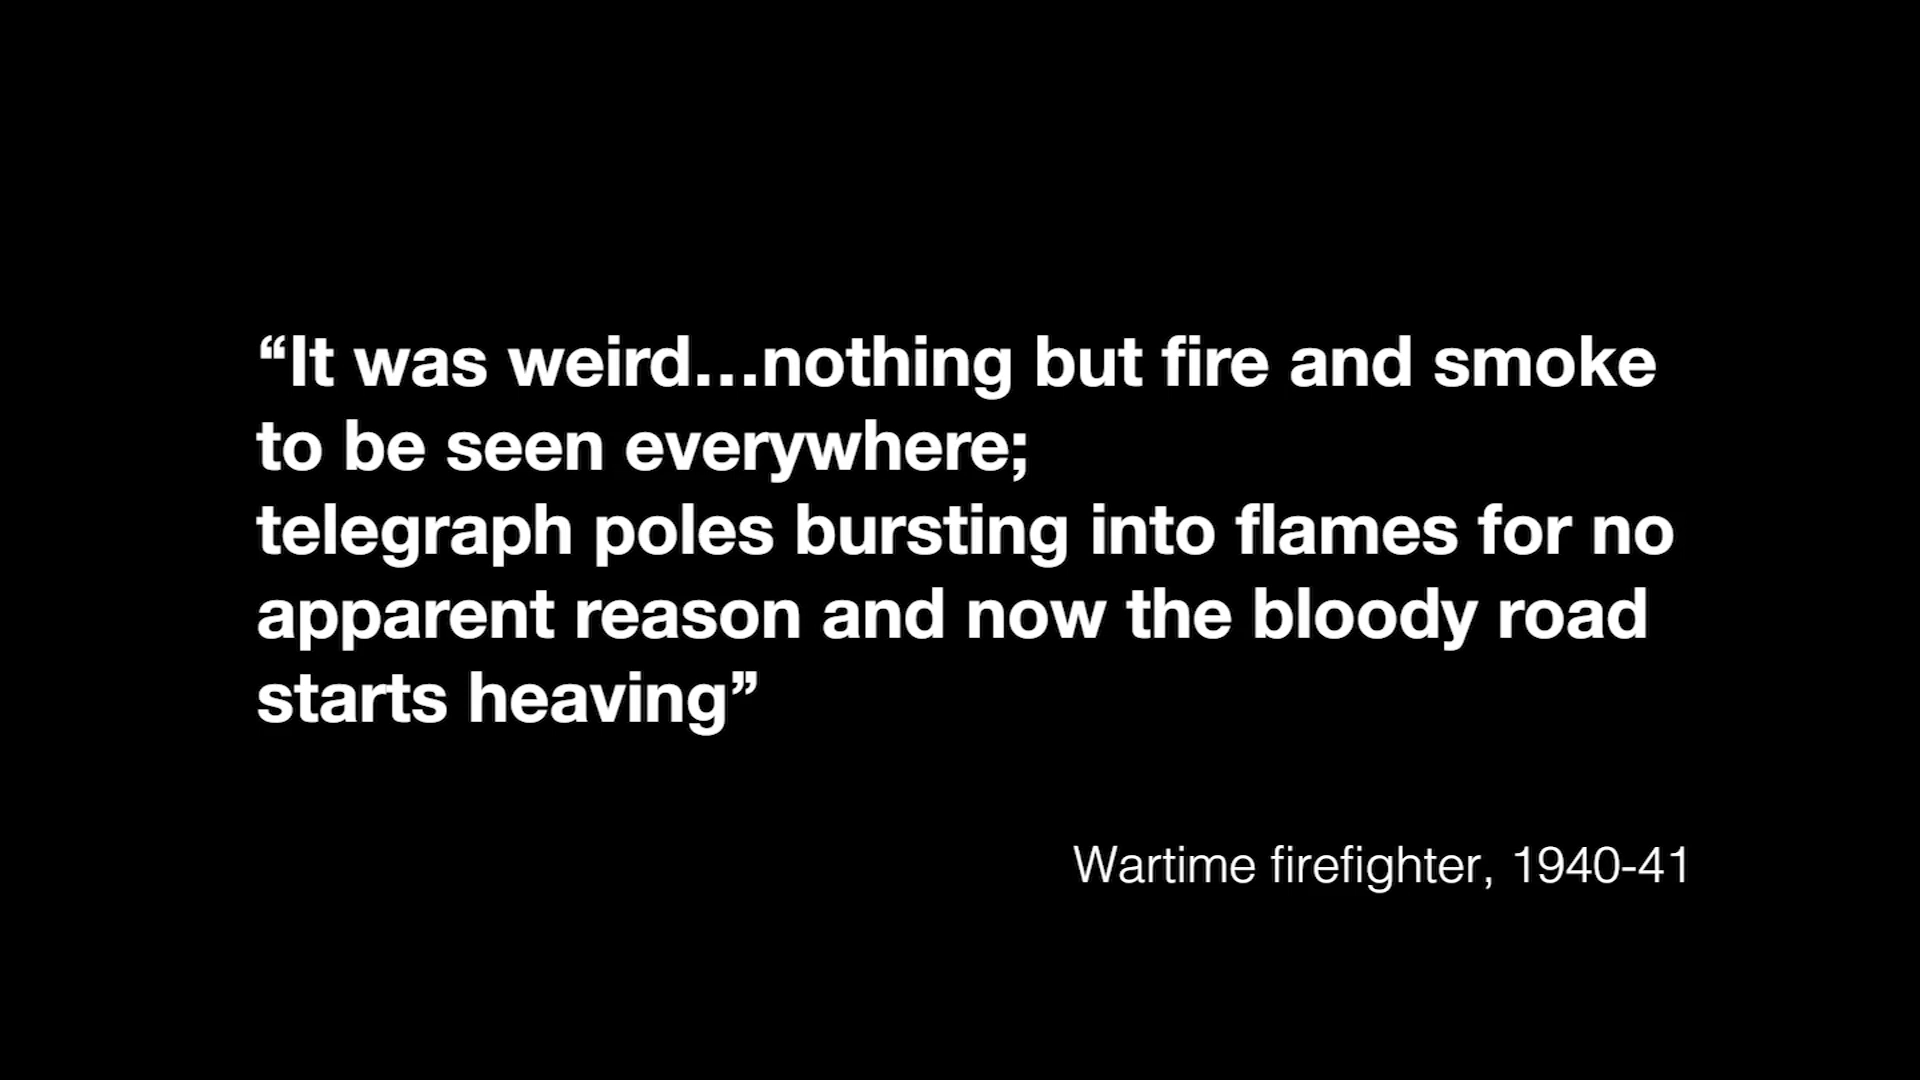 “It was weird…nothing but fire and smoke
to be seen everywhere;
telegraph poles bursting into flames for no
apparent reason and now the bloody road
starts heaving”
Wartime firefighter, 1940-41